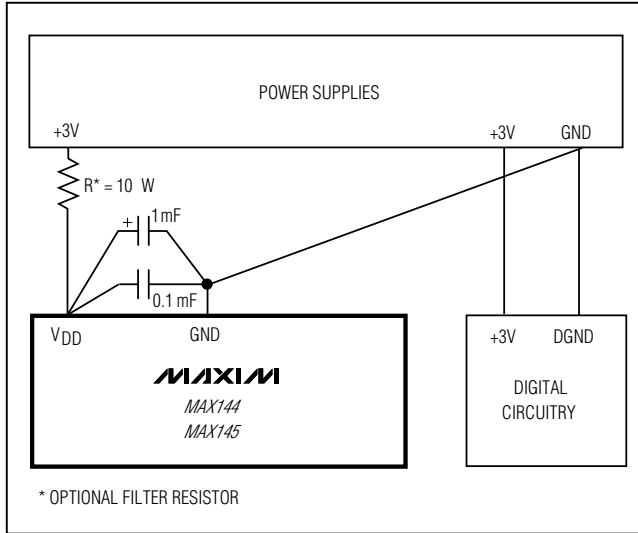 POWER SUPPLIES
+3V
+3V
GND
R* = 10 W
+
1mF
0.1 mF
VDD
GND
+3V
DGND
MAXIM
MAX144
MAX145
DIGITAL
CIRCUITRY
* OPTIONAL FILTER RESISTOR